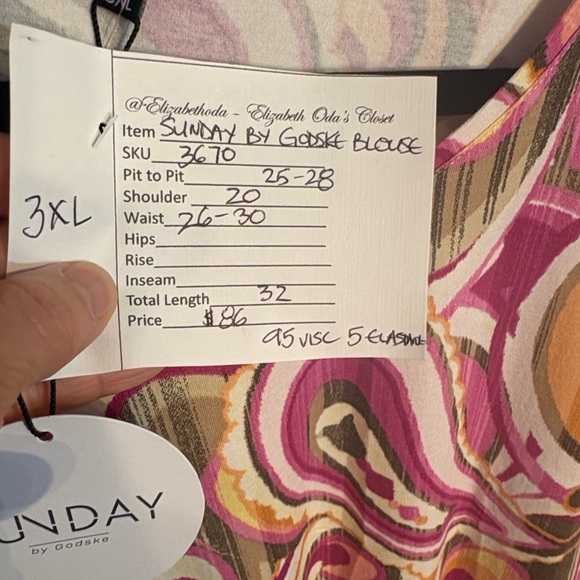 @Elizabethoda - Elizabeth Oda's Closet
Item SUNDAY BY GODSKE BLOUSE
SKU 3670
Pit to Pit 25-28
Shoulder 20
Waist 26-30
Hips
Rise
Inseam
Total Length 32
Price $86
95 VISC 5 ELASTANE
3XL
UNDAY
by Godske